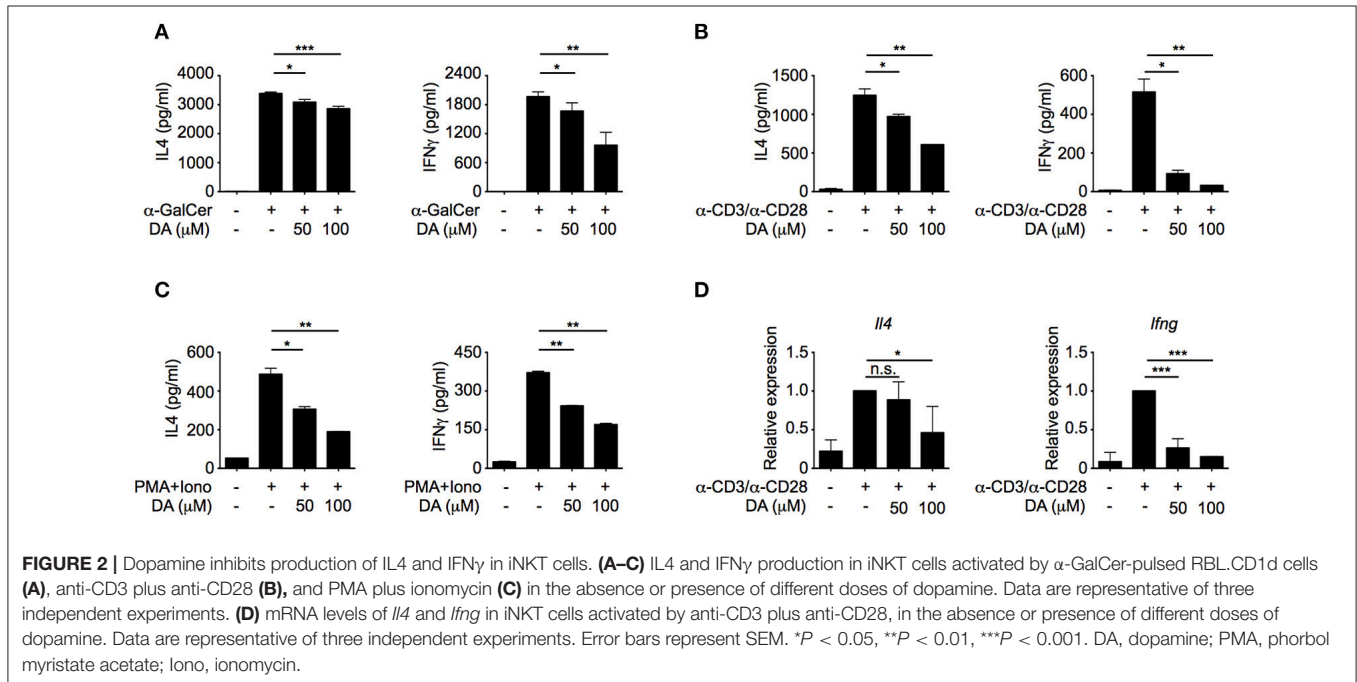 A
***
*
4000
3000
2000
1000
0
IL4 (pg/ml)
α-GalCer - + + +
DA (μM) - - 50 100
**
*
2400
1800
1200
600
0
IFNγ (pg/ml)
α-GalCer - + + +
DA (μM) - - 50 100
B
**
*
1500
1000
500
0
IL4 (pg/ml)
α-CD3/α-CD28 - + + +
DA (μM) - - 50 100
**
*
600
400
200
0
IFNγ (pg/ml)
α-CD3/α-CD28 - + + +
DA (μM) - - 50 100
C
**
*
600
400
200
0
IL4 (pg/ml)
PMA+Iono - + + +
DA (μM) - - 50 100
**
**
450
300
150
0
IFNγ (pg/ml)
PMA+Iono - + + +
DA (μM) - - 50 100
D
Il4
*
n.s.
1.5
1.0
0.5
0
Relative expression
α-CD3/α-CD28 - + + +
DA (μM) - - 50 100
Ifng
***
***
1.5
1.0
0.5
0
Relative expression
α-CD3/α-CD28 - + + +
DA (μM) - - 50 100
FIGURE 2 | Dopamine inhibits production of IL4 and IFNγ in iNKT cells. (A–C) IL4 and IFNγ production in iNKT cells activated by α-GalCer-pulsed RBL.CD1d cells
(A), anti-CD3 plus anti-CD28 (B), and PMA plus ionomycin (C) in the absence or presence of different doses of dopamine. Data are representative of three
independent experiments. (D) mRNA levels of Il4 and Ifng in iNKT cells activated by anti-CD3 plus anti-CD28, in the absence or presence of different doses of
dopamine. Data are representative of three independent experiments. Error bars represent SEM. *P < 0.05, **P < 0.01, ***P < 0.001. DA, dopamine; PMA, phorbol
myristate acetate; Iono, ionomycin.